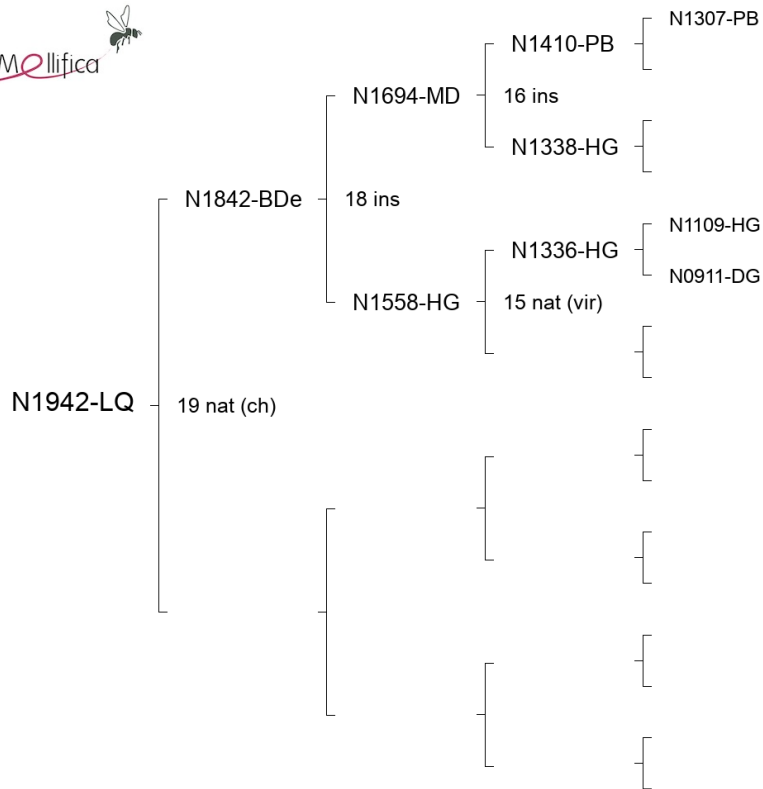 Mellifica
N1307-PB
N1410-PB
N1694-MD
16 ins
N1338-HG
N1842-BDe
18 ins
N1109-HG
N1336-HG
N0911-DG
N1558-HG
15 nat (vir)
N1942-LQ
19 nat (ch)